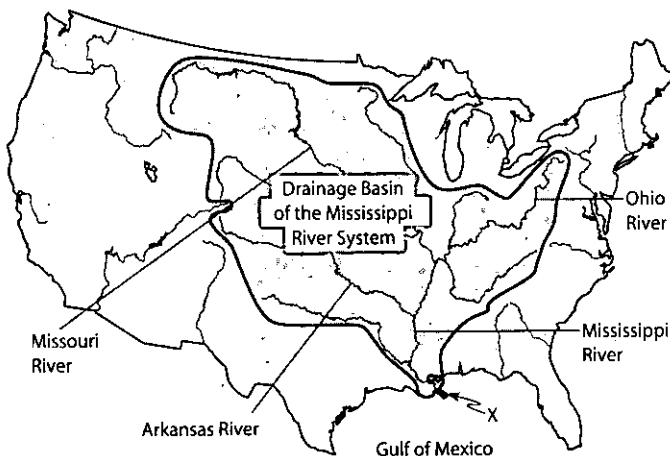 Drainage Basin
of the Mississippi
River System
Ohio
River
Missouri
River
Mississippi
River
Arkansas River
X
Gulf of Mexico